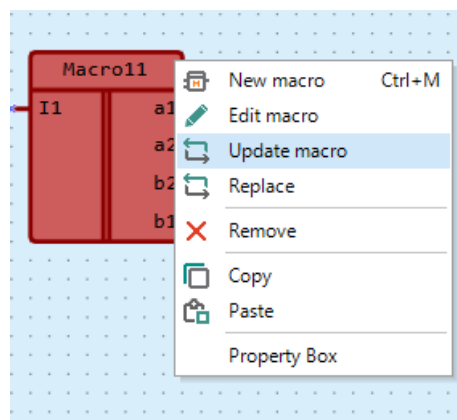 Macro11
I1
a1
a2
b2
b1
New macro Ctrl+M
Edit macro
Update macro
Replace
Remove
Copy
Paste
Property Box